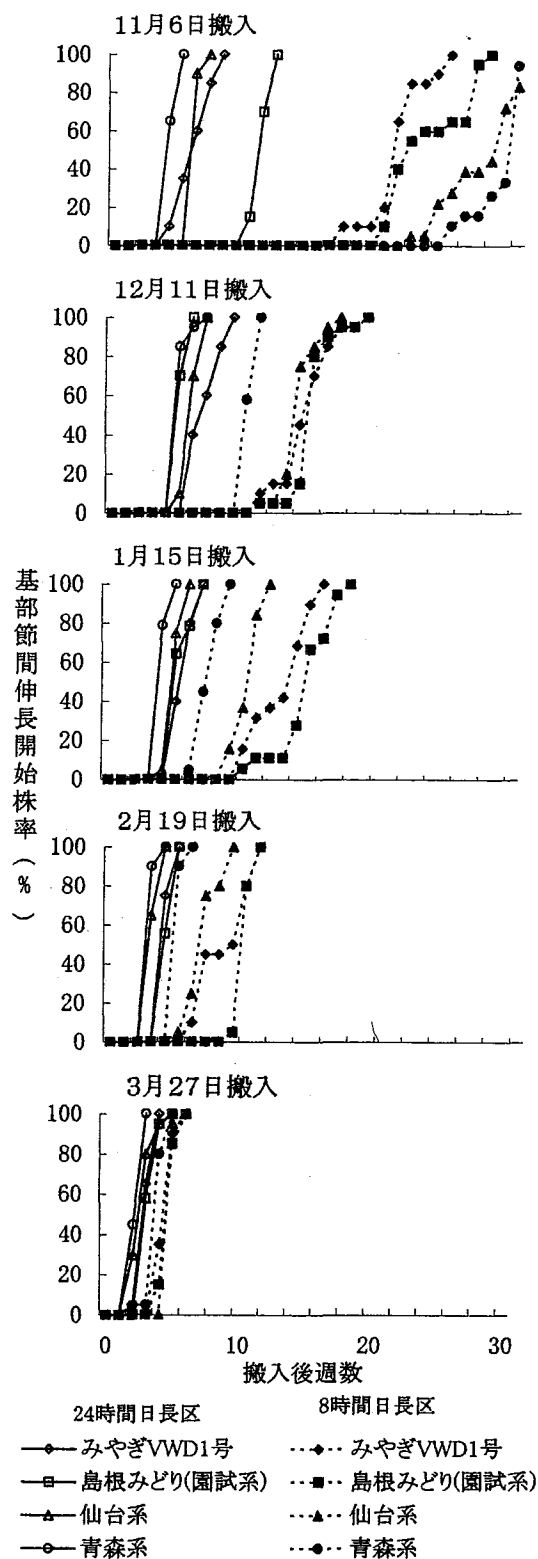 11月6日搬入
100
80
60
40
20
0
12月11日搬入
100
80
60
40
20
0
1月15日搬入
100
80
60
40
20
0
2月19日搬入
100
80
60
40
20
0
3月27日搬入
100
80
60
40
20
0
0 10 20 30
搬入後週数
基部節間伸長開始株率(%)
24時間日長区 8時間日長区
みやぎVWD1号 みやぎVWD1号
島根みどり(園試系) 島根みどり(園試系)
仙台系 仙台系
青森系 青森系